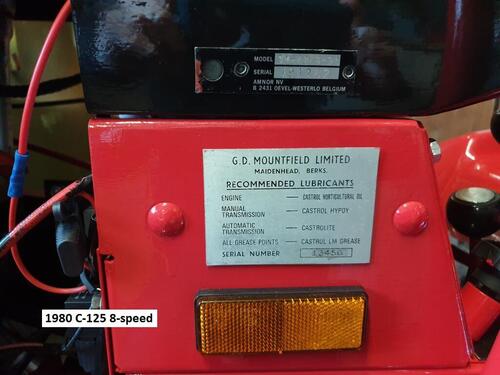 MODEL
SERIAL
AMNOR NV
B 2431 OEVEL-WESTERLO BELGIUM
G.D. MOUNTFIELD LIMITED
MAIDENHEAD, BERKS.
RECOMMENDED LUBRICANTS
ENGINE — CASTROL HORTICULTURAL OIL
MANUAL TRANSMISSION — CASTROL HYPOY
AUTOMATIC TRANSMISSION — CASTROLITE
ALL GREASE POINTS — CASTROL LM GREASE
SERIAL NUMBER 13450
1980 C-125 8-speed